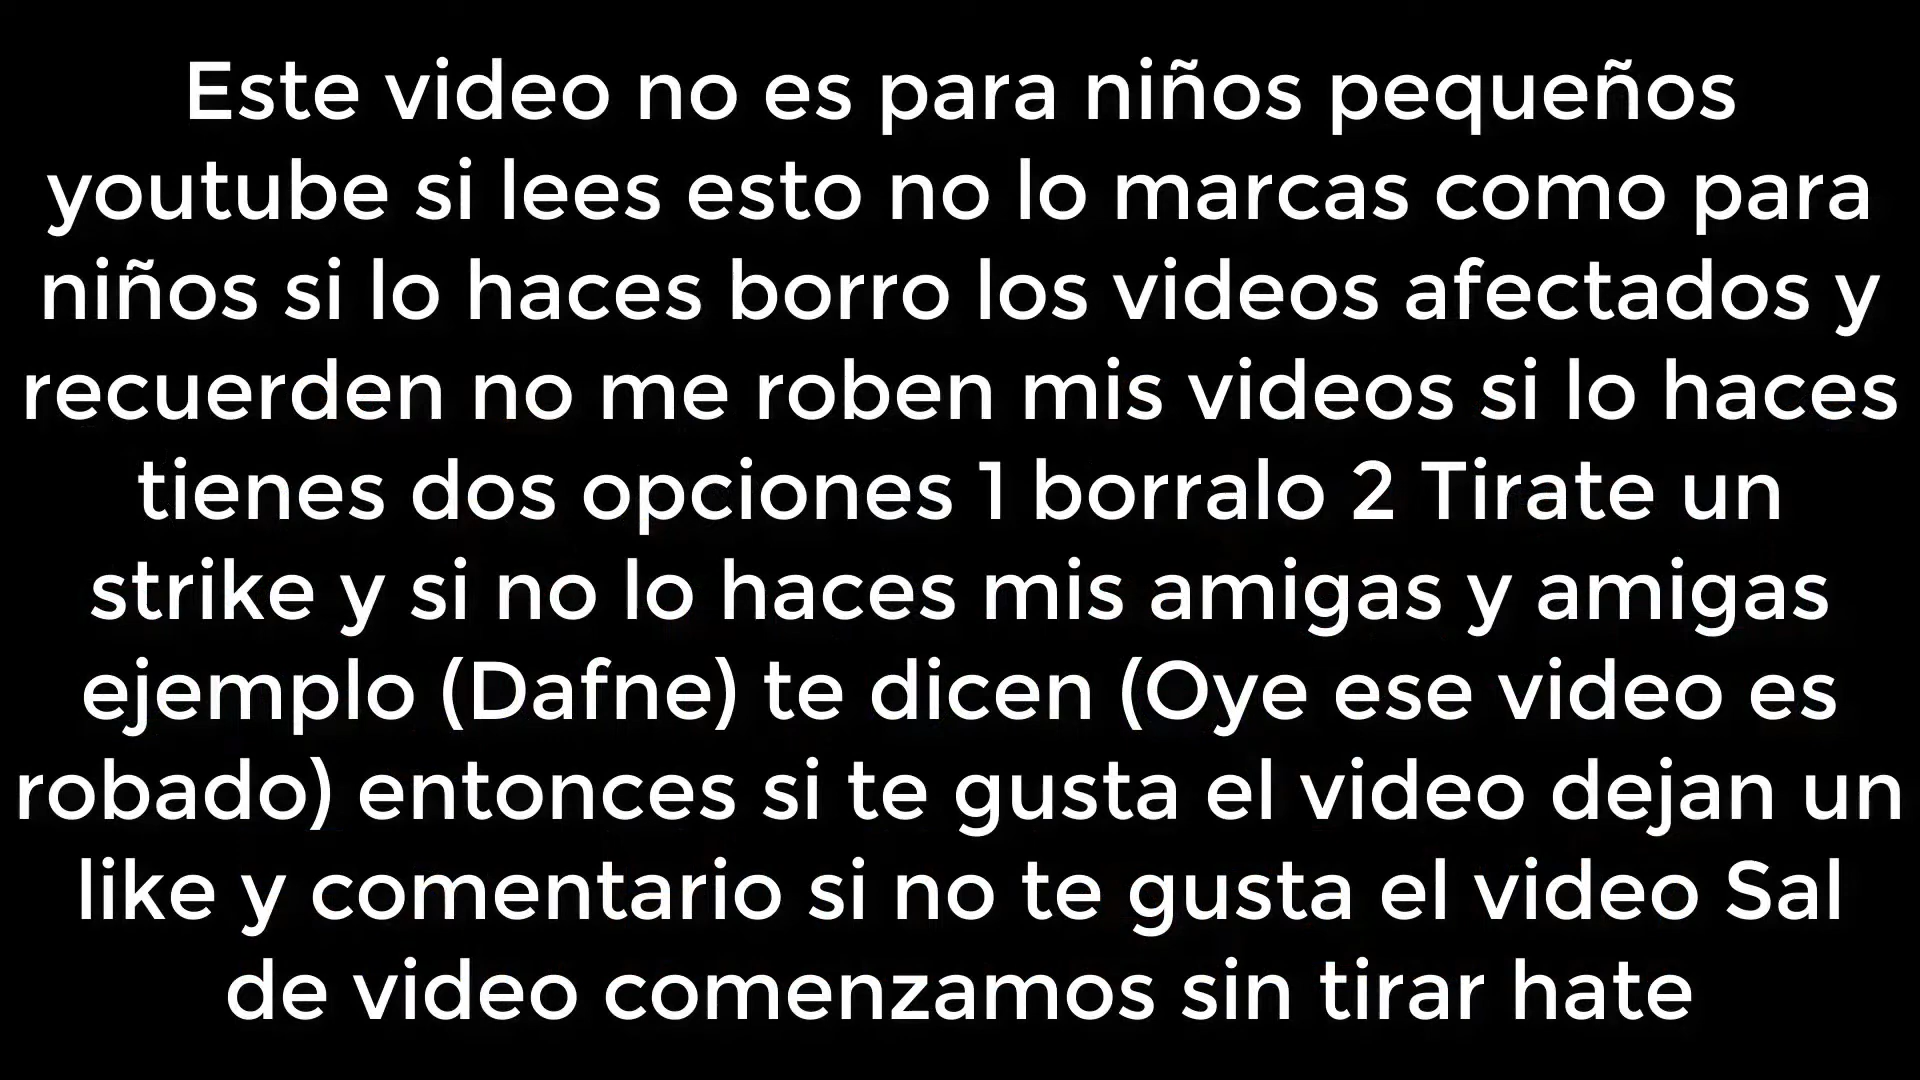 Este video no es para niños pequeños
youtube si lees esto no lo marcas como para
niños si lo haces borro los videos afectados y
recuerden no me roben mis videos si lo haces
tienes dos opciones 1 borralo 2 Tirate un
strike y si no lo haces mis amigas y amigas
ejemplo (Dafne) te dicen (Oye ese video es
robado) entonces si te gusta el video dejan un
like y comentario si no te gusta el video Sal
de video comenzamos sin tirar hate